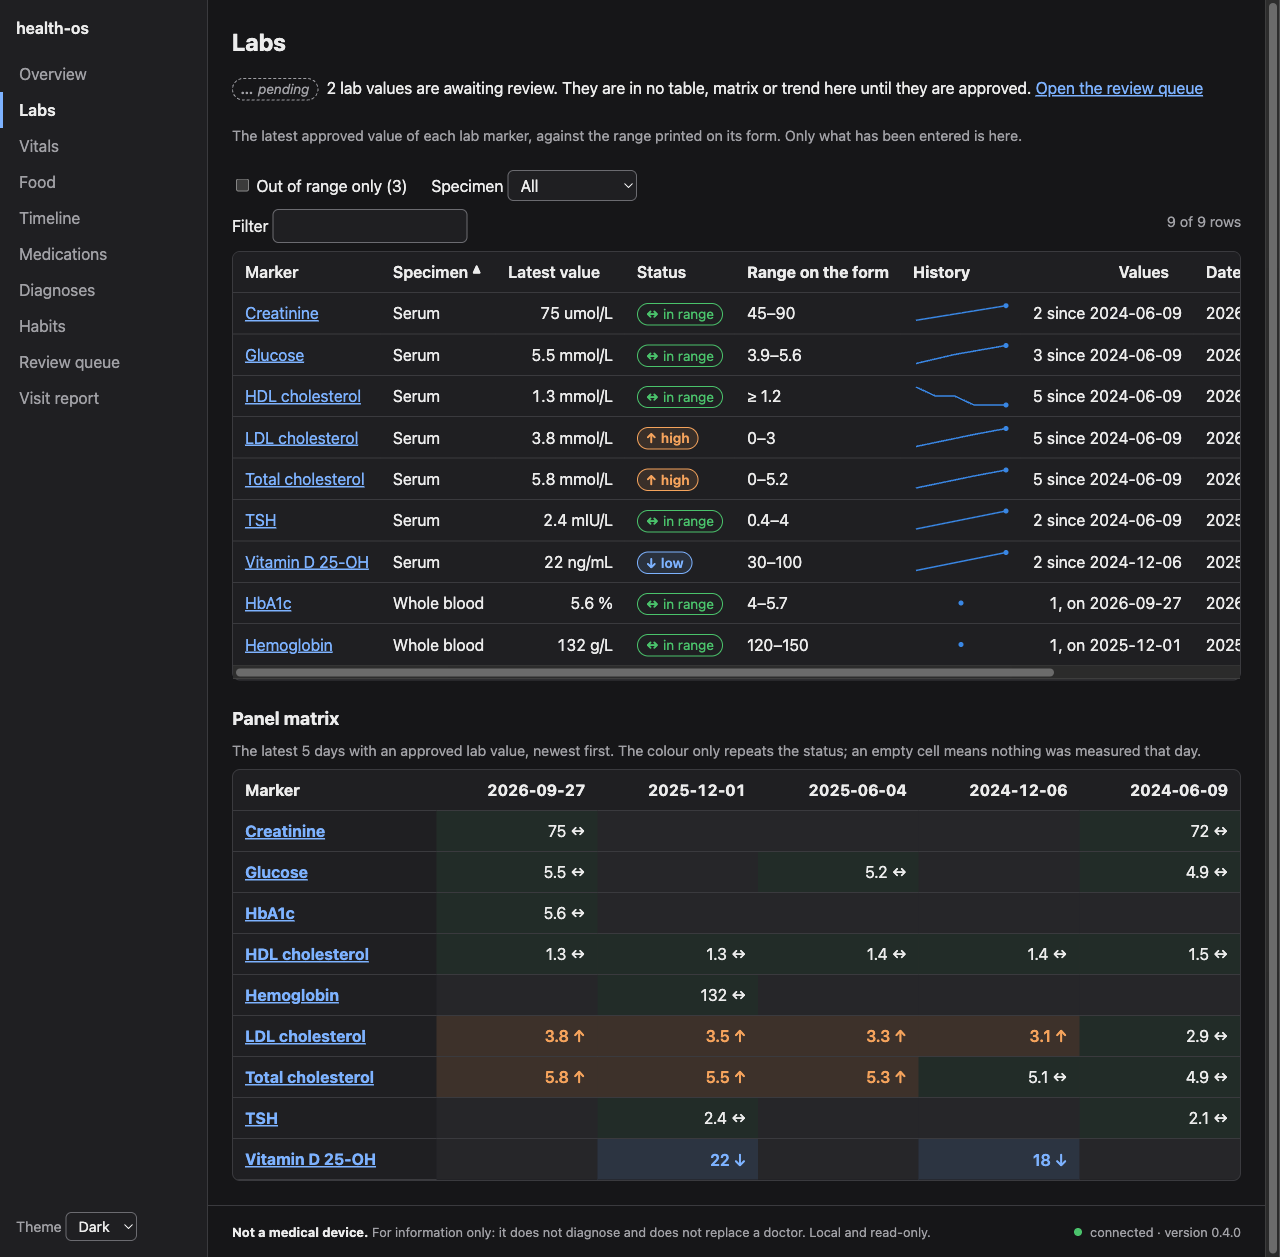 health-os
Overview
Labs
Vitals
Food
Timeline
Medications
Diagnoses
Habits
Review queue
Visit report
Theme Dark
Labs
... pending 2 lab values are awaiting review. They are in no table, matrix or trend here until they are approved. Open the review queue
The latest approved value of each lab marker, against the range printed on its form. Only what has been entered is here.
Out of range only (3) Specimen All
Filter 9 of 9 rows
Marker Specimen ▲ Latest value Status Range on the form History Values Date
Creatinine Serum 75 umol/L ↔ in range 45–90 2 since 2024-06-09 2026
Glucose Serum 5.5 mmol/L ↔ in range 3.9–5.6 3 since 2024-06-09 2026
HDL cholesterol Serum 1.3 mmol/L ↔ in range ≥ 1.2 5 since 2024-06-09 2026
LDL cholesterol Serum 3.8 mmol/L ↑ high 0–3 5 since 2024-06-09 2026
Total cholesterol Serum 5.8 mmol/L ↑ high 0–5.2 5 since 2024-06-09 2026
TSH Serum 2.4 mIU/L ↔ in range 0.4–4 2 since 2024-06-09 2025
Vitamin D 25-OH Serum 22 ng/mL ↓ low 30–100 2 since 2024-12-06 2025
HbA1c Whole blood 5.6 % ↔ in range 4–5.7 1, on 2026-09-27 2026
Hemoglobin Whole blood 132 g/L ↔ in range 120–150 1, on 2025-12-01 2025
Panel matrix
The latest 5 days with an approved lab value, newest first. The colour only repeats the status; an empty cell means nothing was measured that day.
Marker 2026-09-27 2025-12-01 2025-06-04 2024-12-06 2024-06-09
Creatinine 75 ↔ 72 ↔
Glucose 5.5 ↔ 5.2 ↔ 4.9 ↔
HbA1c 5.6 ↔
HDL cholesterol 1.3 ↔ 1.3 ↔ 1.4 ↔ 1.4 ↔ 1.5 ↔
Hemoglobin 132 ↔
LDL cholesterol 3.8 ↑ 3.5 ↑ 3.3 ↑ 3.1 ↑ 2.9 ↔
Total cholesterol 5.8 ↑ 5.5 ↑ 5.3 ↑ 5.1 ↔ 4.9 ↔
TSH 2.4 ↔ 2.1 ↔
Vitamin D 25-OH 22 ↓ 18 ↓
Not a medical device. For information only: it does not diagnose and does not replace a doctor. Local and read-only. connected · version 0.4.0